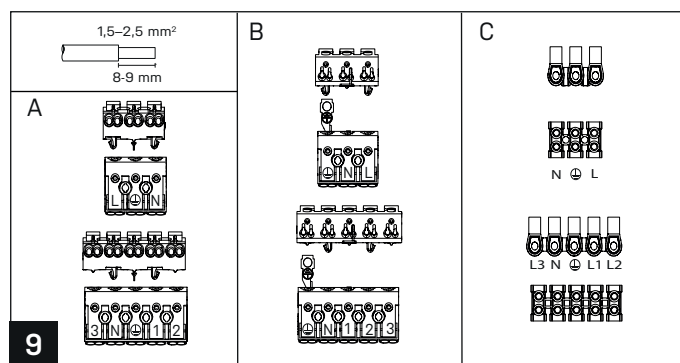 1,5–2,5 mm²
8-9 mm
A
L ⏚ N
3 N ⏚ 1 2
B
⏚ N L
⏚ N 1 2 3
C
N ⏚ L
L3 N ⏚ L1 L2
9